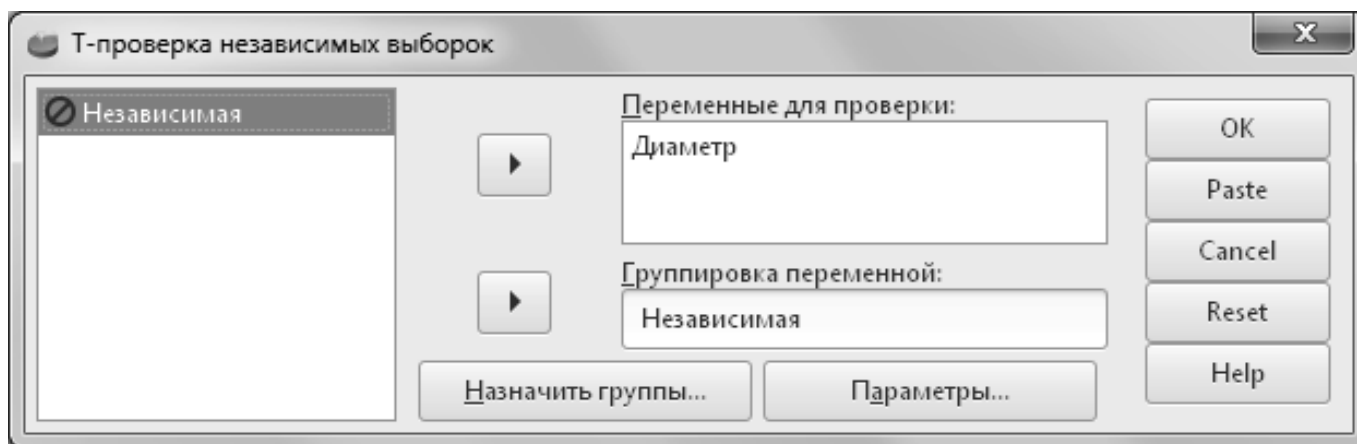 Т-проверка независимых выборок
Независимая
Переменные для проверки:
Диаметр
Группировка переменной:
Независимая
Назначить группы...
Параметры...
OK
Paste
Cancel
Reset
Help